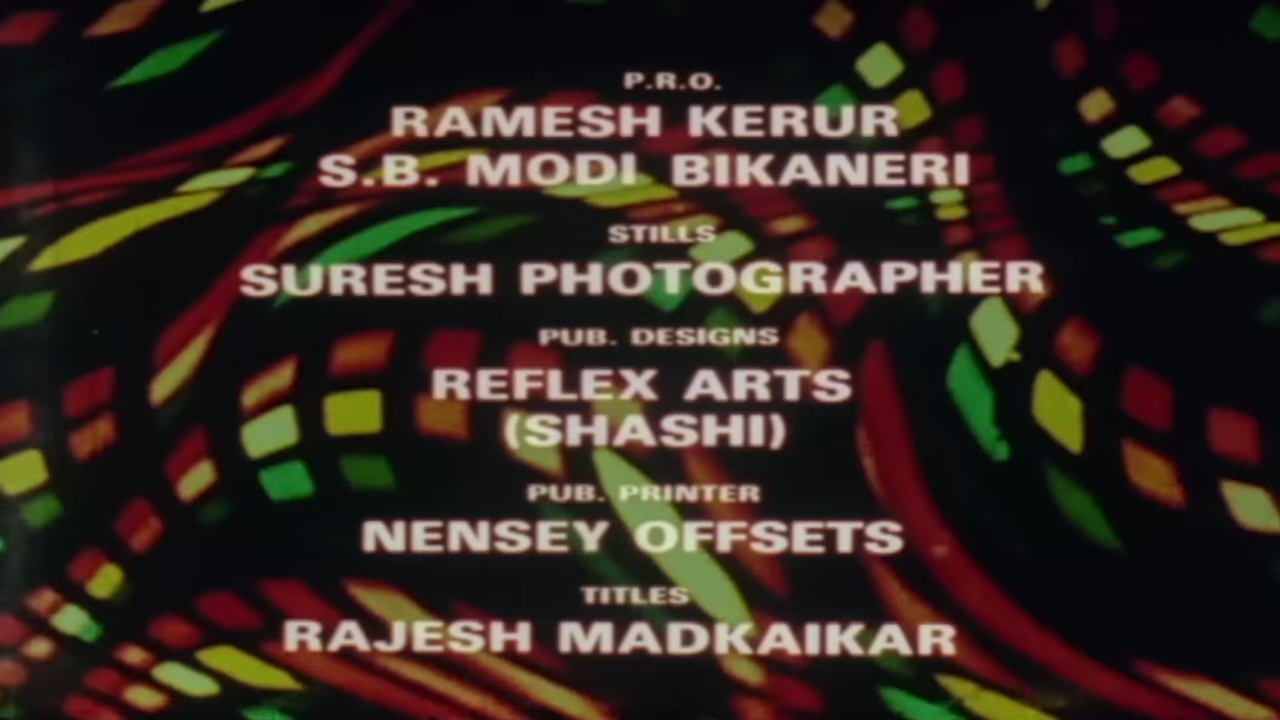 P.R.O.
RAMESH KERUR
S.B. MODI BIKANERI
STILLS
SURESH PHOTOGRAPHER
PUB. DESIGNS
REFLEX ARTS
(SHASHI)
PUB. PRINTER
NENSEY OFFSETS
TITLES
RAJESH MADKAIKAR